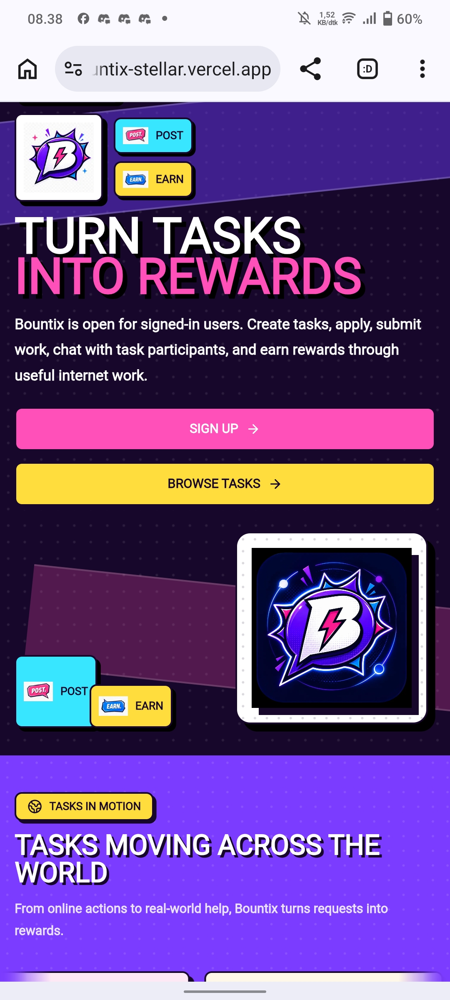 08.38
1,52
KB/dtk
60%
untix-stellar.vercel.app
:D
POST.
POST
B
EARN.
EARN
TURN TASKS
INTO REWARDS
Bountix is open for signed-in users. Create tasks, apply, submit
work, chat with task participants, and earn rewards through
useful internet work.
SIGN UP
BROWSE TASKS
B
POST.
POST
EARN.
EARN
TASKS IN MOTION
TASKS MOVING ACROSS THE
WORLD
From online actions to real-world help, Bountix turns requests into
rewards.